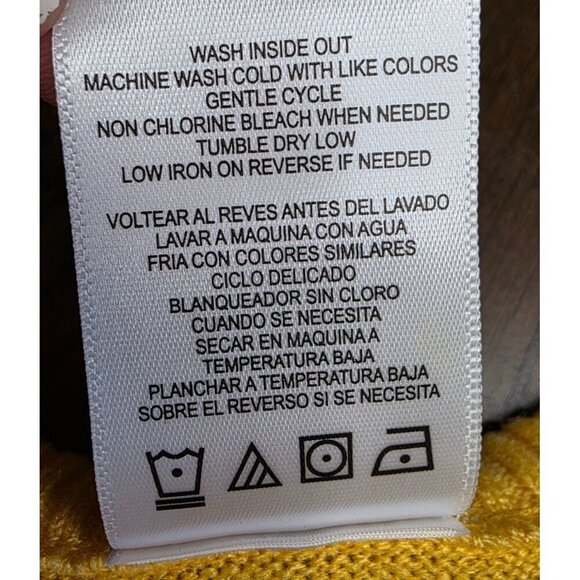 WASH INSIDE OUT
MACHINE WASH COLD WITH LIKE COLORS
GENTLE CYCLE
NON CHLORINE BLEACH WHEN NEEDED
TUMBLE DRY LOW
LOW IRON ON REVERSE IF NEEDED
VOLTEAR AL REVES ANTES DEL LAVADO
LAVAR A MAQUINA CON AGUA
FRIA CON COLORES SIMILARES
CICLO DELICADO
BLANQUEADOR SIN CLORO
CUANDO SE NECESITA
SECAR EN MAQUINA A
TEMPERATURA BAJA
PLANCHAR A TEMPERATURA BAJA
SOBRE EL REVERSO SI SE NECESITA